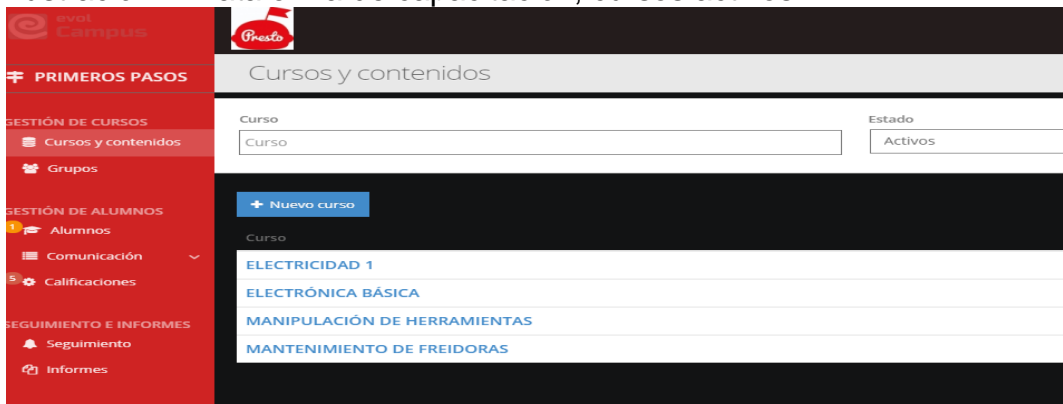 evol
Campus
Presto
PRIMEROS PASOS
Cursos y contenidos
GESTIÓN DE CURSOS
Cursos y contenidos
Grupos
GESTIÓN DE ALUMNOS
1
Alumnos
Comunicación
5
Calificaciones
SEGUIMIENTO E INFORMES
Seguimiento
Informes
Curso
Curso
Estado
Activos
+ Nuevo curso
Curso
ELECTRICIDAD 1
ELECTRÓNICA BÁSICA
MANIPULACIÓN DE HERRAMIENTAS
MANTENIMIENTO DE FREIDORAS